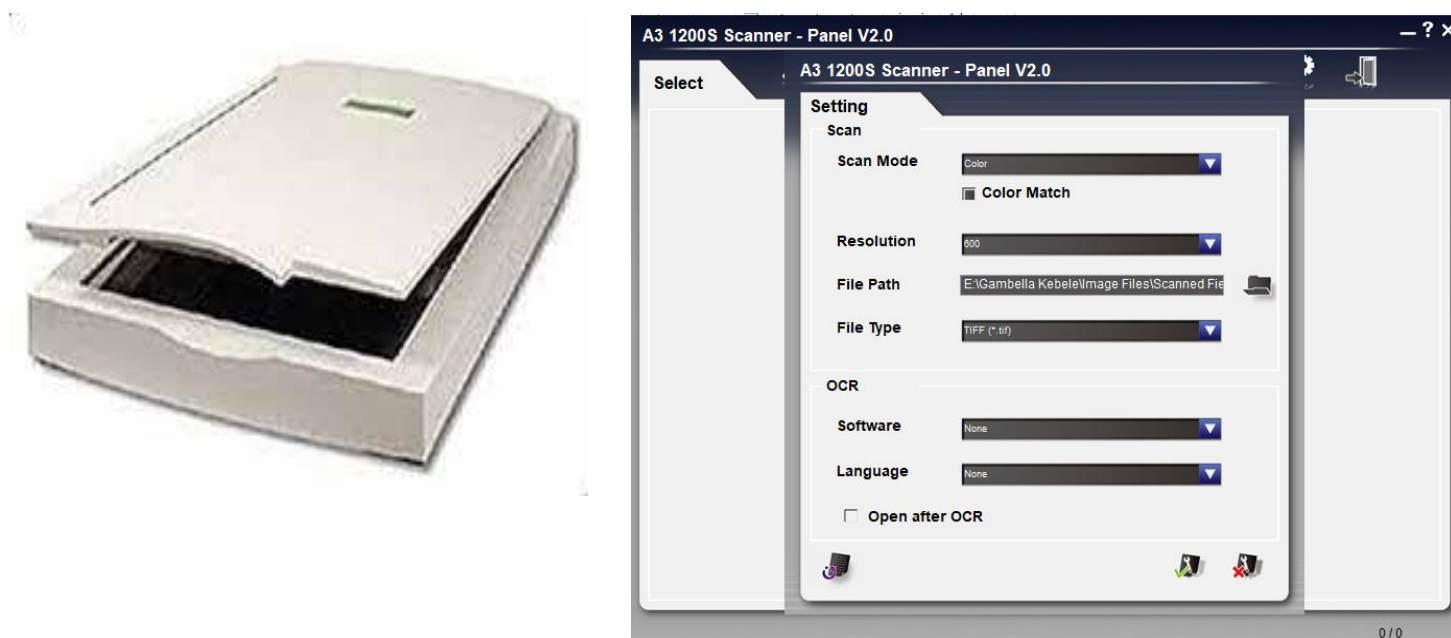 A3 1200S Scanner - Panel V2.0
Select
A3 1200S Scanner - Panel V2.0
Setting
Scan
Scan Mode
Color
Color Match
Resolution
600
File Path
E:\Gambella Kebele\Image Files\Scanned Fie
File Type
TIFF (*.tif)
OCR
Software
None
Language
None
Open after OCR
0 / 0